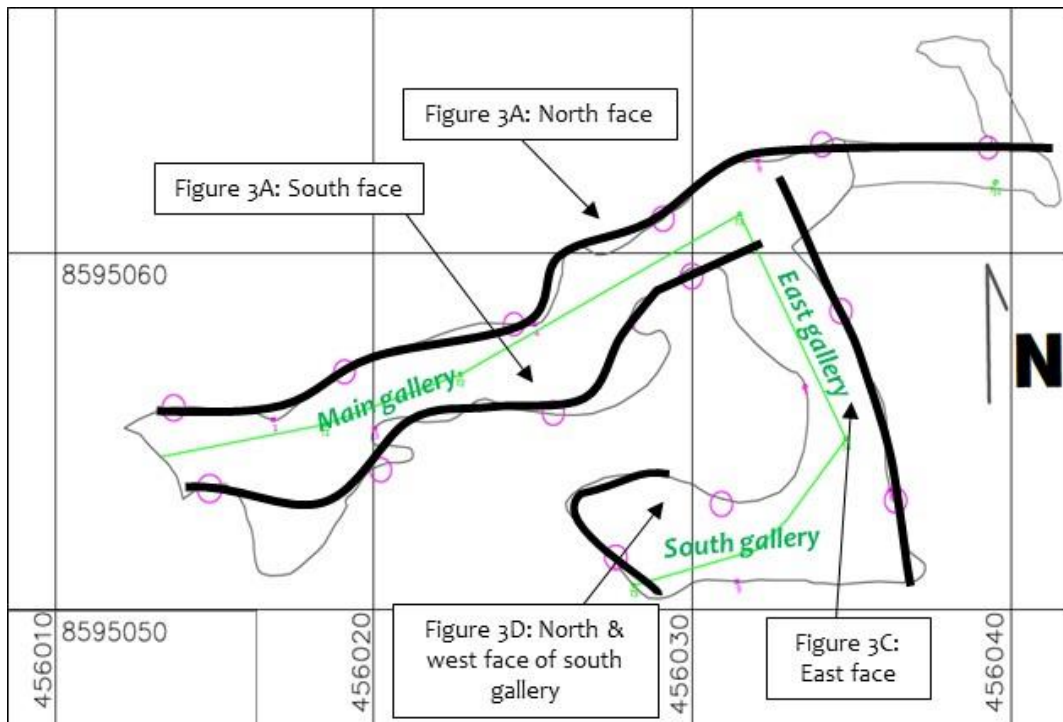 Figure 3A: North face
Figure 3A: South face
8595060
N
East gallery
Main gallery
South gallery
Figure 3D: North &
west face of south
gallery
Figure 3C:
East face
8595050
456010
456020
456030
456040